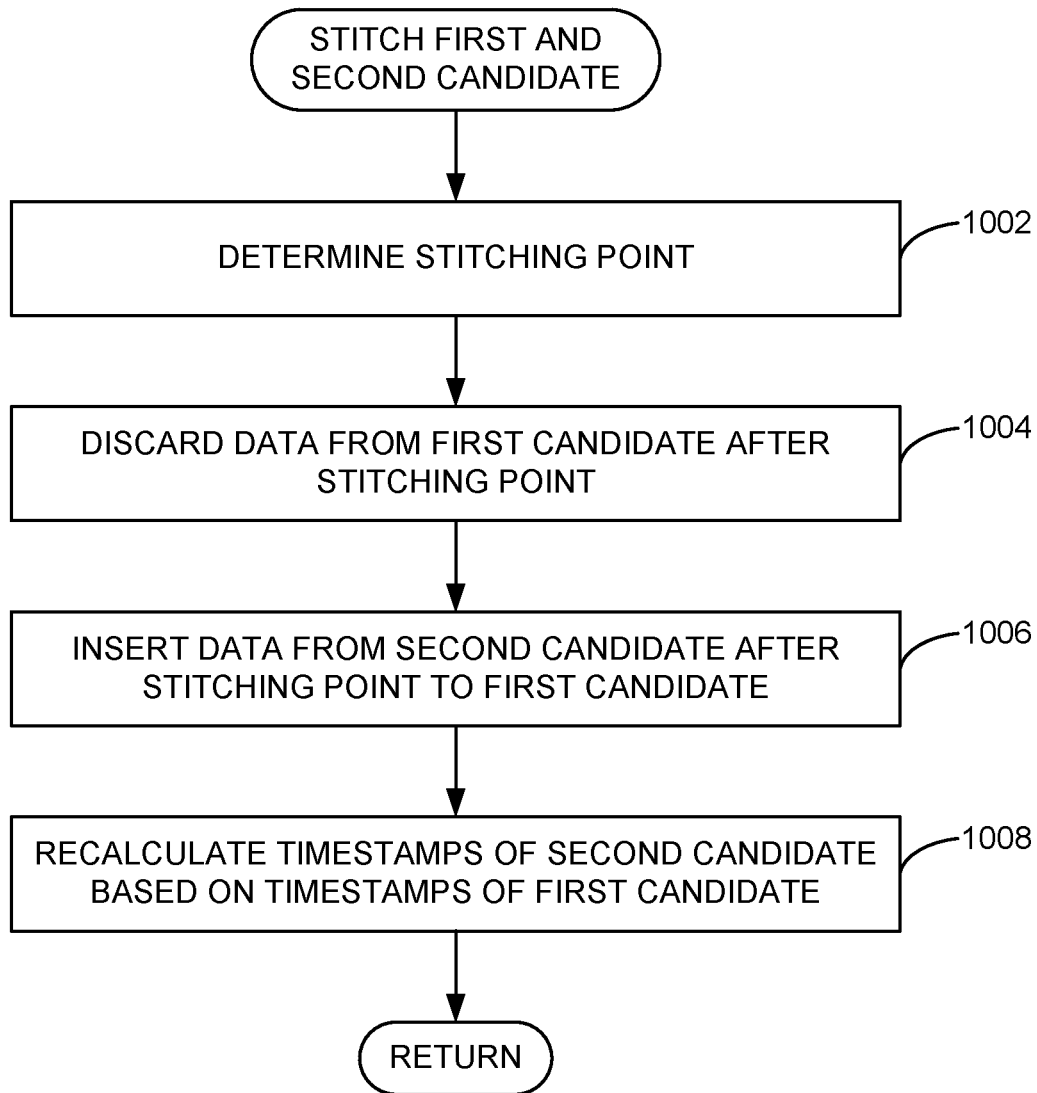 STITCH FIRST AND
SECOND CANDIDATE
DETERMINE STITCHING POINT
1002
DISCARD DATA FROM FIRST CANDIDATE AFTER
STITCHING POINT
1004
INSERT DATA FROM SECOND CANDIDATE AFTER
STITCHING POINT TO FIRST CANDIDATE
1006
RECALCULATE TIMESTAMPS OF SECOND CANDIDATE
BASED ON TIMESTAMPS OF FIRST CANDIDATE
1008
RETURN